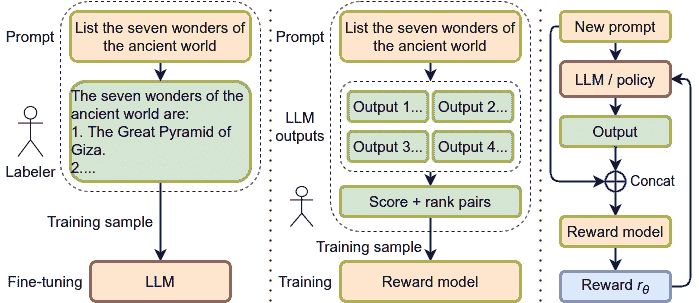 Prompt
List the seven wonders of
the ancient world
The seven wonders of the
ancient world are:
1. The Great Pyramid of
Giza.
2....
Labeler
Training sample
Fine-tuning
LLM
Prompt
List the seven wonders of
the ancient world
LLM
outputs
Output 1...
Output 2...
Output 3...
Output 4...
Score + rank pairs
Training sample
Training
Reward model
New prompt
LLM / policy
Output
Concat
Reward model
Reward rθ